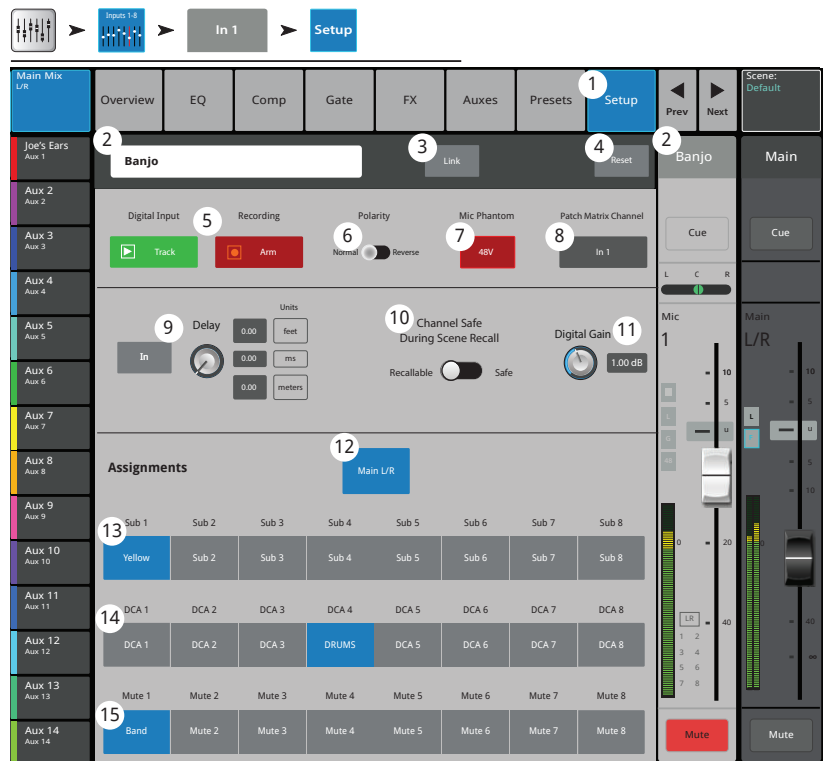 Inputs 1-8
In 1
Setup
Main Mix
L/R
Overview
EQ
Comp
Gate
FX
Auxes
Presets
1
Setup
Prev
Next
Scene:
Default
Joe's Ears
Aux 1
Aux 2
Aux 2
Aux 3
Aux 3
Aux 4
Aux 4
Aux 5
Aux 5
Aux 6
Aux 6
Aux 7
Aux 7
Aux 8
Aux 8
Aux 9
Aux 9
Aux 10
Aux 10
Aux 11
Aux 11
Aux 12
Aux 12
Aux 13
Aux 13
Aux 14
Aux 14
2
Banjo
3
Link
4
Reset
Digital Input
5
Recording
Polarity
Mic Phantom
Patch Matrix Channel
Track
Arm
6
Normal
Reverse
7
48V
8
In 1
9
Delay
Units
In
0.00
feet
0.00
ms
0.00
meters
10
Channel Safe
During Scene Recall
Recallable
Safe
Digital Gain
11
1.00 dB
Assignments
12
Main L/R
13
Sub 1
Sub 2
Sub 3
Sub 4
Sub 5
Sub 6
Sub 7
Sub 8
Yellow
Sub 2
Sub 3
Sub 4
Sub 5
Sub 6
Sub 7
Sub 8
14
DCA 1
DCA 2
DCA 3
DCA 4
DCA 5
DCA 6
DCA 7
DCA 8
DCA 1
DCA 2
DCA 3
DRUMS
DCA 5
DCA 6
DCA 7
DCA 8
15
Mute 1
Mute 2
Mute 3
Mute 4
Mute 5
Mute 6
Mute 7
Mute 8
Band
Mute 2
Mute 3
Mute 4
Mute 5
Mute 6
Mute 7
Mute 8
2
Banjo
Cue
L C R
Mic
1
10
5
L
G
U
0
20
LR
40
1 2
3 4
5 6
7 8
Mute
Main
Cue
Main
L/R
10
5
L
U
5
10
20
40
∞
Mute